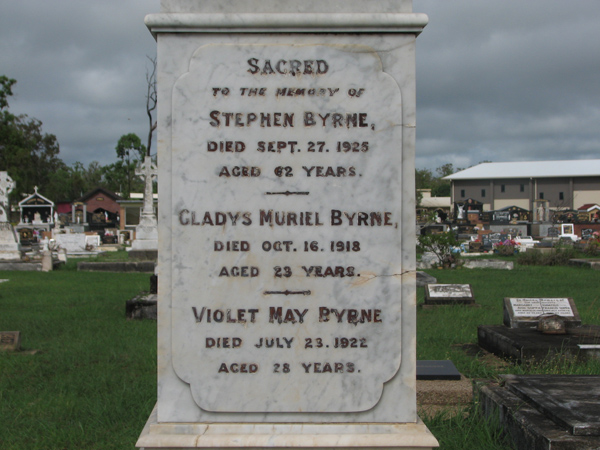 SACRED
TO THE MEMORY OF
STEPHEN BYRNE,
DIED SEPT. 27. 1925
AGED 62 YEARS.
GLADYS MURIEL BYRNE,
DIED OCT. 16. 1918
AGED 23 YEARS.
VIOLET MAY BYRNE
DIED JULY 23. 1922
AGED 28 YEARS.